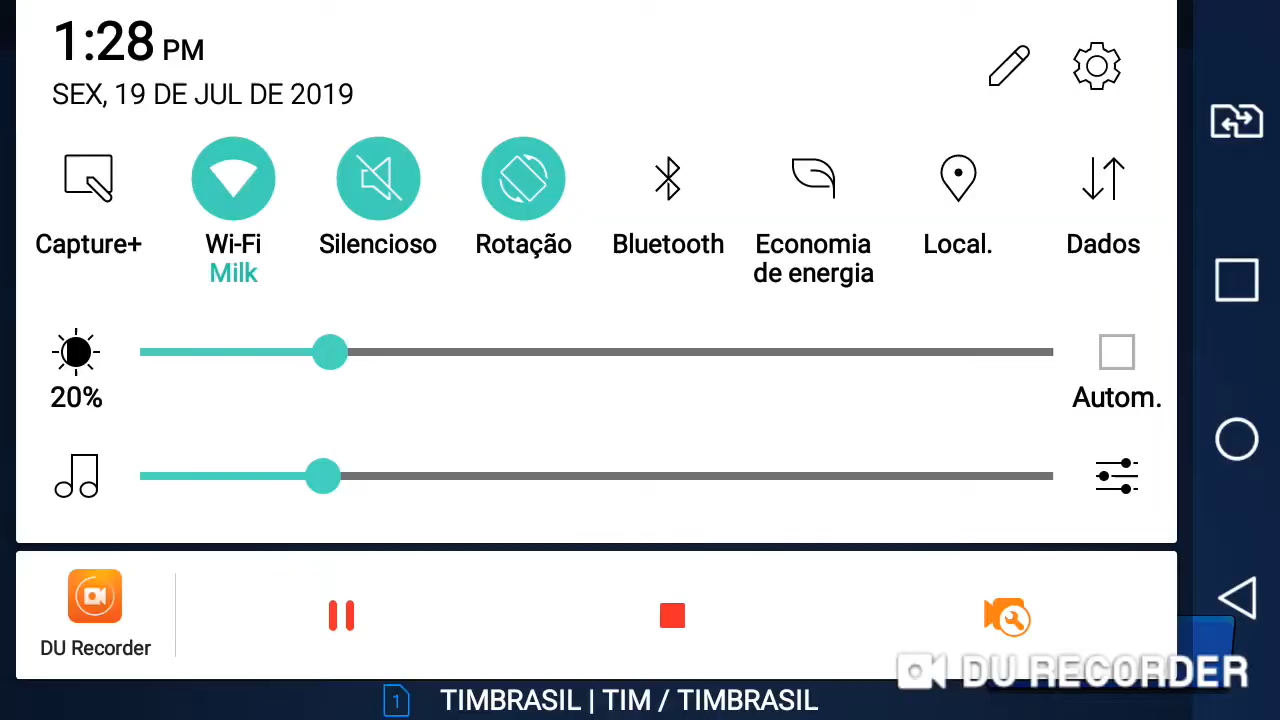 1:28 PM
SEX, 19 DE JUL DE 2019
Capture+
Wi-Fi
Milk
Silencioso
Rotação
Bluetooth
Economia
de energia
Local.
Dados
20%
Autom.
DU Recorder
DU RECORDER
1
TIMBRASIL | TIM / TIMBRASIL